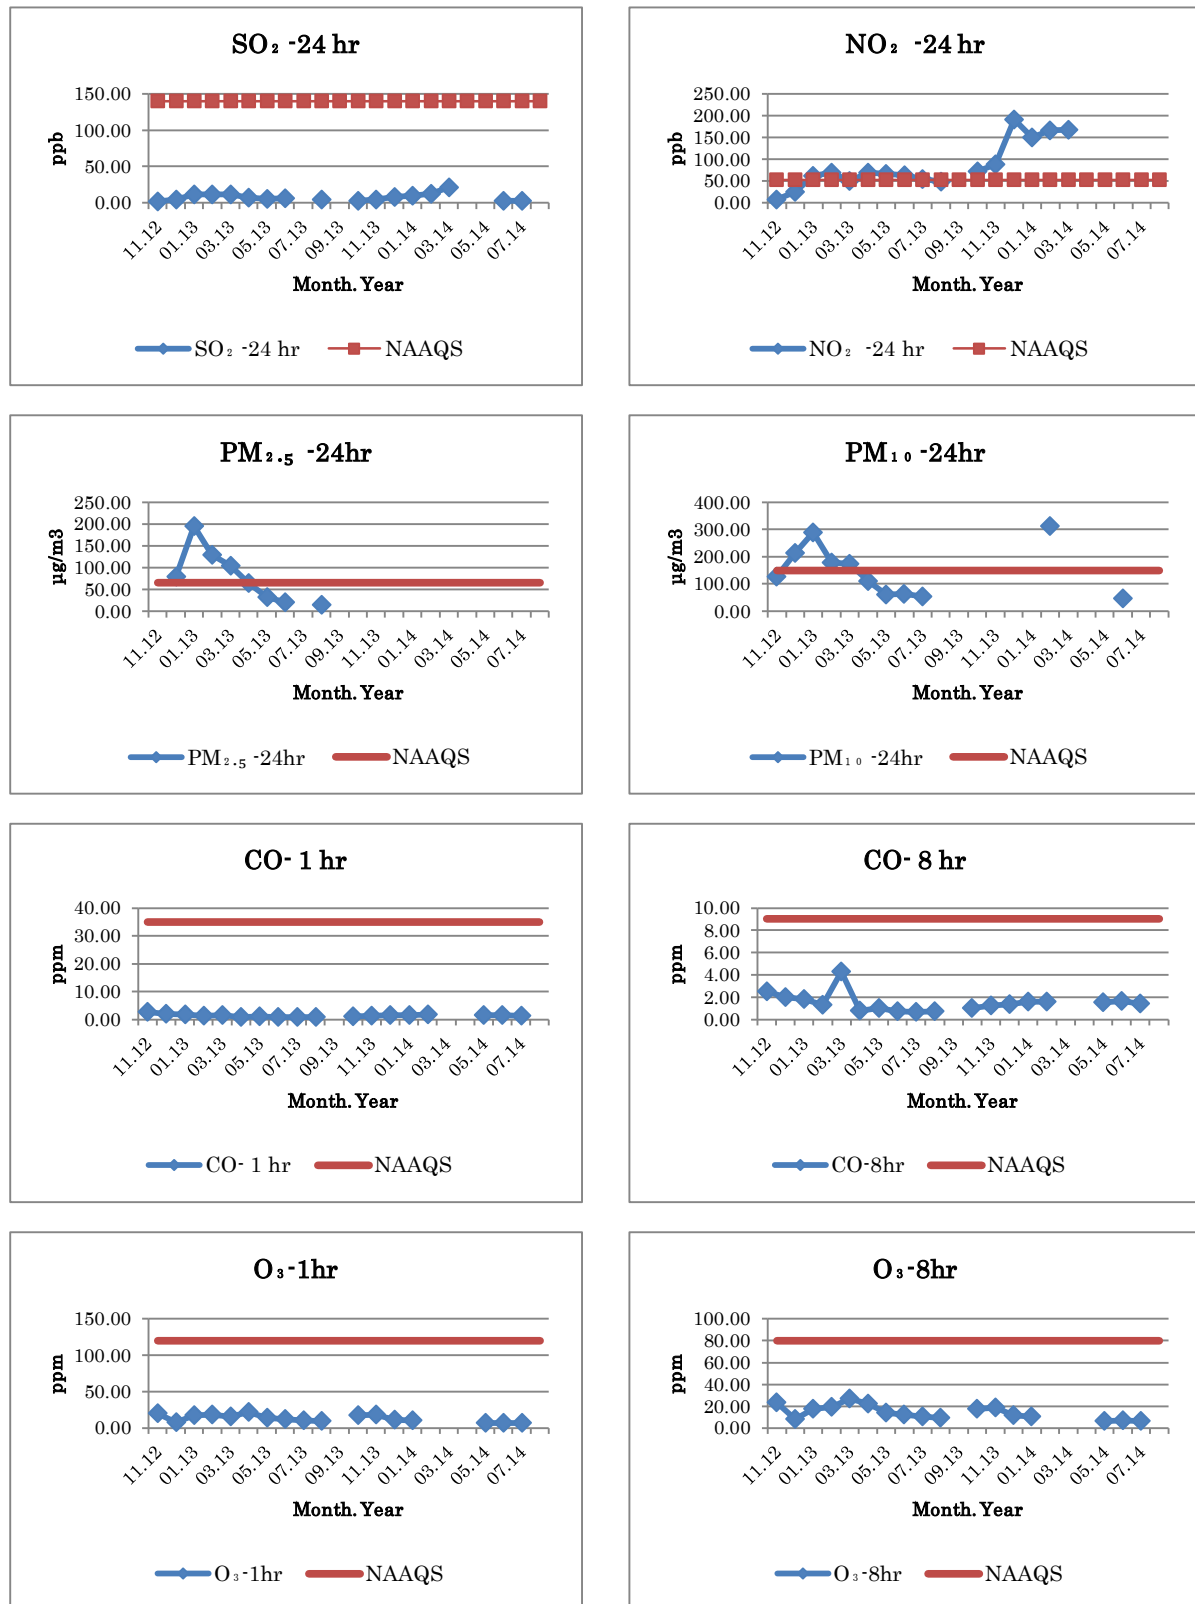 SO₂ -24 hr
150.00
100.00
50.00
0.00
ppb
11.12 01.13 03.13 05.13 07.13 09.13 11.13 01.14 03.14 05.14 07.14
Month. Year
SO₂ -24 hr NAAQS
NO₂ -24 hr
250.00
200.00
150.00
100.00
50.00
0.00
ppb
11.12 01.13 03.13 05.13 07.13 09.13 11.13 01.14 03.14 05.14 07.14
Month. Year
NO₂ -24 hr NAAQS
PM₂.₅ -24hr
250.00
200.00
150.00
100.00
50.00
0.00
µg/m3
11.12 01.13 03.13 05.13 07.13 09.13 11.13 01.14 03.14 05.14 07.14
Month. Year
PM₂.₅ -24hr NAAQS
PM₁₀ -24hr
400.00
300.00
200.00
100.00
0.00
µg/m3
11.12 01.13 03.13 05.13 07.13 09.13 11.13 01.14 03.14 05.14 07.14
Month. Year
PM₁₀ -24hr NAAQS
CO- 1 hr
40.00
30.00
20.00
10.00
0.00
ppm
11.12 01.13 03.13 05.13 07.13 09.13 11.13 01.14 03.14 05.14 07.14
Month. Year
CO- 1 hr NAAQS
CO- 8 hr
10.00
8.00
6.00
4.00
2.00
0.00
ppm
11.12 01.13 03.13 05.13 07.13 09.13 11.13 01.14 03.14 05.14 07.14
Month. Year
CO-8hr NAAQS
O₃-1hr
150.00
100.00
50.00
0.00
ppm
11.12 01.13 03.13 05.13 07.13 09.13 11.13 01.14 03.14 05.14 07.14
Month. Year
O₃-1hr NAAQS
O₃-8hr
100.00
80.00
60.00
40.00
20.00
0.00
ppm
11.12 01.13 03.13 05.13 07.13 09.13 11.13 01.14 03.14 05.14 07.14
Month. Year
O₃-8hr NAAQS